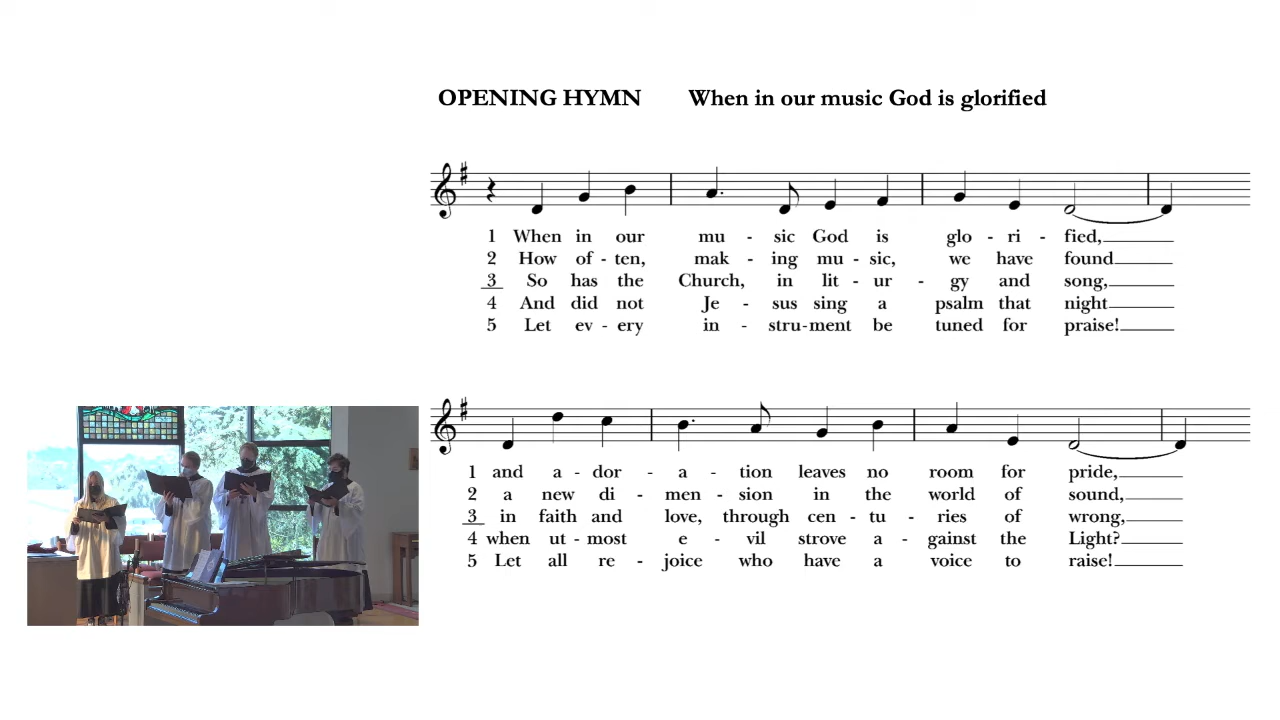 OPENING HYMN When in our music God is glorified
1 When in our mu - sic God is glo - ri - fied,
2 How of - ten, mak - ing mu - sic, we have found
3 So has the Church, in lit - ur - gy and song,
4 And did not Je - sus sing a psalm that night
5 Let ev - ery in - stru - ment be tuned for praise!
1 and a - dor - a - tion leaves no room for pride,
2 a new di - men - sion in the world of sound,
3 in faith and love, through cen - tu - ries of wrong,
4 when ut - most e - vil strove a - gainst the Light?
5 Let all re - joice who have a voice to raise!